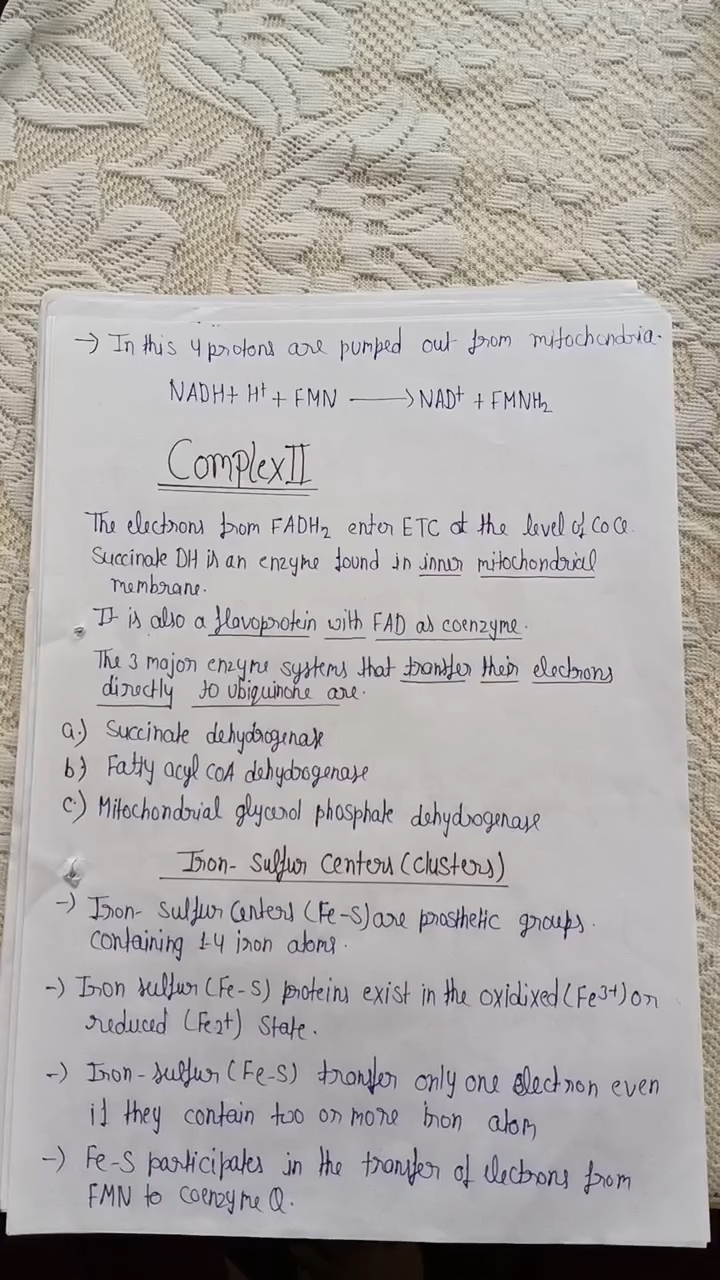 → In this 4 protons are pumped out from mitochondria.
NADH + H⁺ + FMN ⟶ NAD⁺ + FMNH₂
Complex II
The electrons from FADH₂ enter ETC at the level of CoQ.
Succinate DH is an enzyme found in inner mitochondrial
membrane.
It is also a flavoprotein with FAD as coenzyme.
The 3 major enzyme systems that transfer their electrons
directly to ubiquinone are.
a.) Succinate dehydrogenase
b) Fatty acyl CoA dehydrogenase
c.) Mitochondrial glycerol phosphate dehydrogenase
Iron-Sulfur Centers (Clusters)
→ Iron-Sulfur Centers (Fe-S) are prosthetic groups.
containing 1-4 iron atoms.
→ Iron sulfur (Fe-S) proteins exist in the oxidixed (Fe³⁺) or
reduced (Fe2+) State.
→ Iron-sulfur (Fe-S) transfer only one electron even
if they contain two or more iron atom
→ Fe-S participates in the transfer of electrons from
FMN to coenzyme Q.